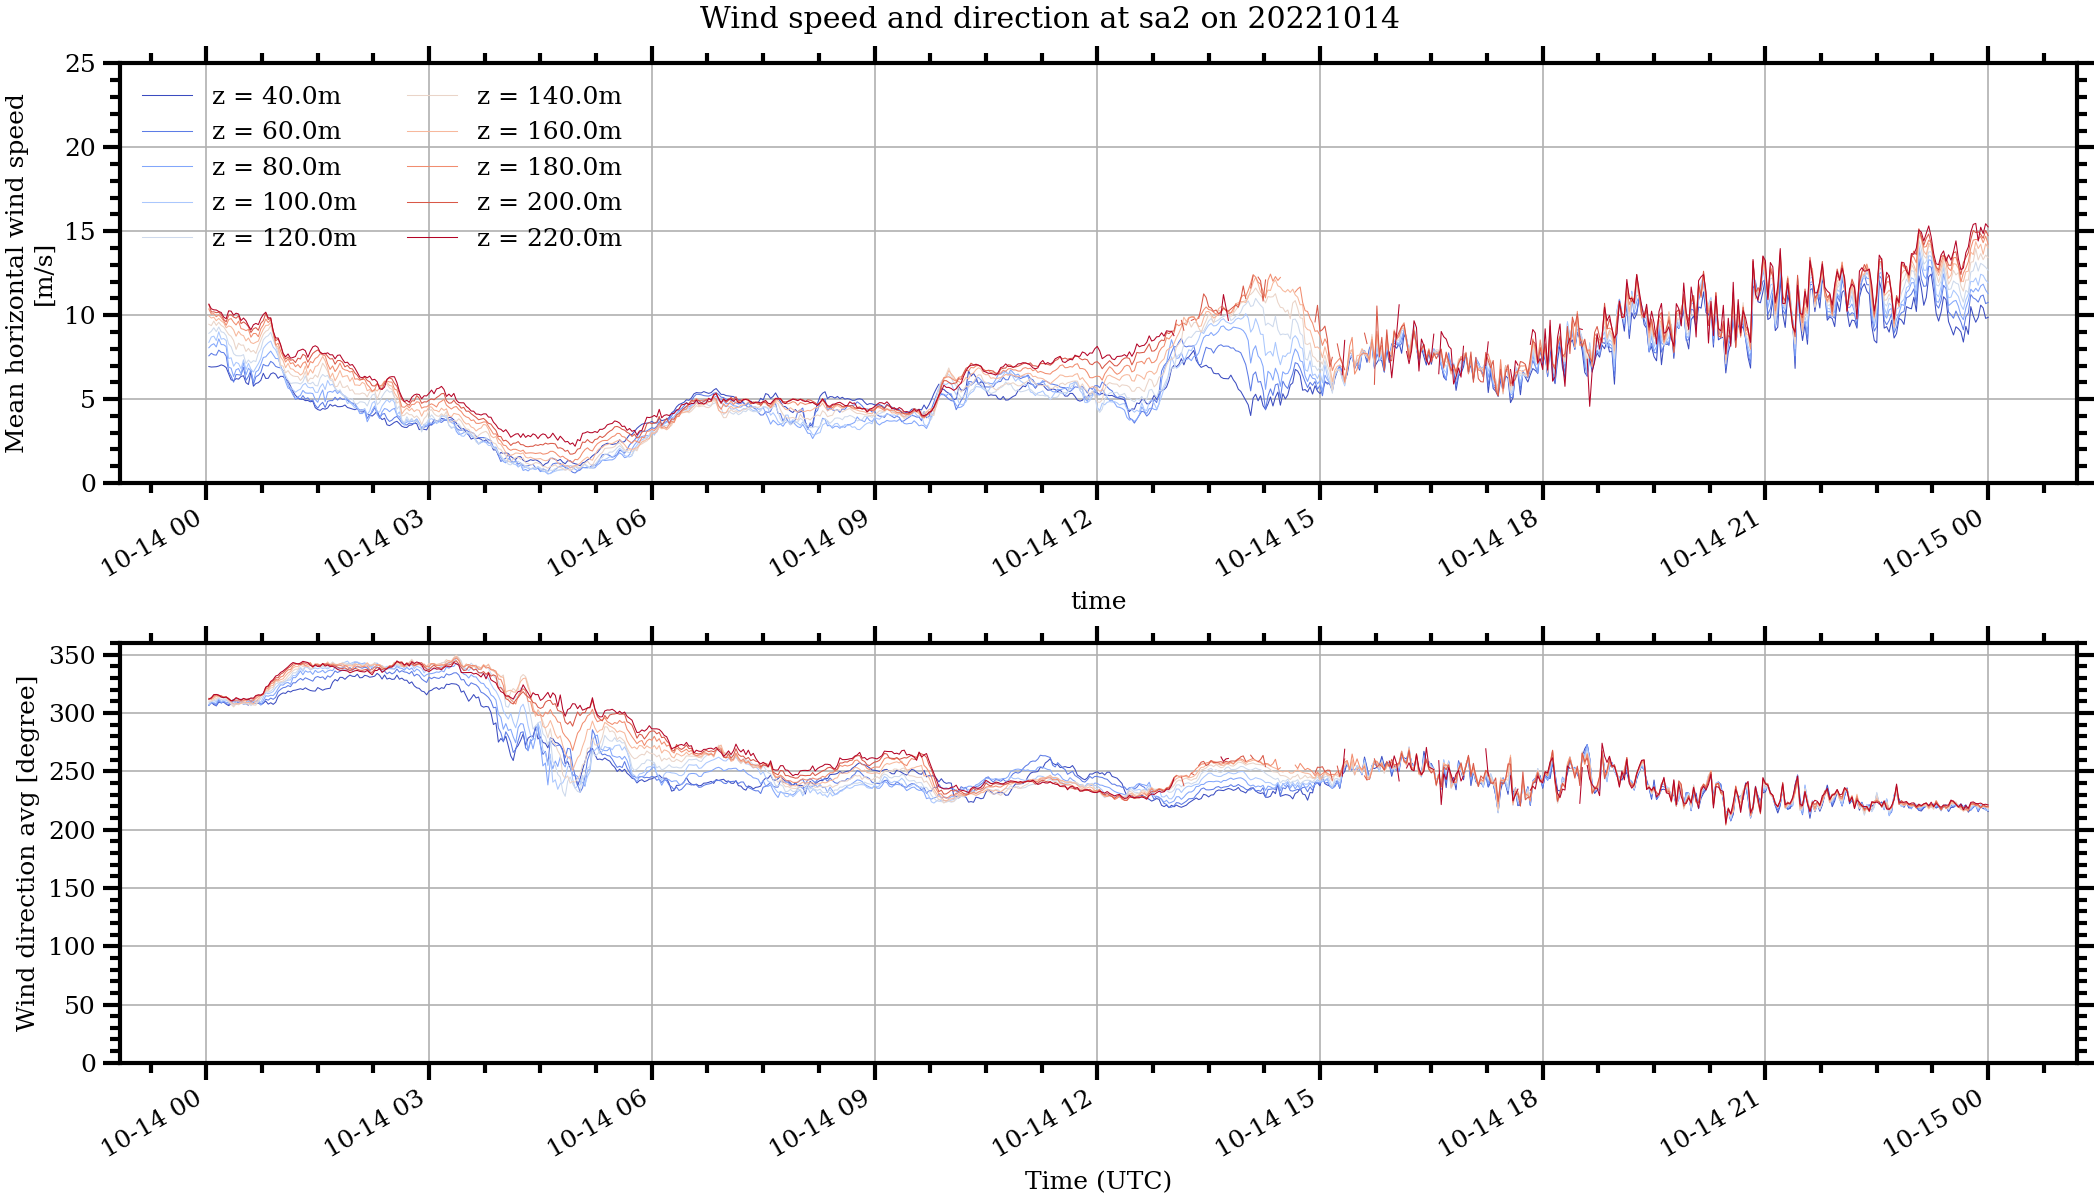 Wind speed and direction at sa2 on 20221014
Mean horizontal wind speed
[m/s]
25
20
15
10
5
0
z = 40.0m
z = 60.0m
z = 80.0m
z = 100.0m
z = 120.0m
z = 140.0m
z = 160.0m
z = 180.0m
z = 200.0m
z = 220.0m
10-14 00
10-14 03
10-14 06
10-14 09
10-14 12
10-14 15
10-14 18
10-14 21
10-15 00
time
Wind direction avg [degree]
350
300
250
200
150
100
50
0
10-14 00
10-14 03
10-14 06
10-14 09
10-14 12
10-14 15
10-14 18
10-14 21
10-15 00
Time (UTC)